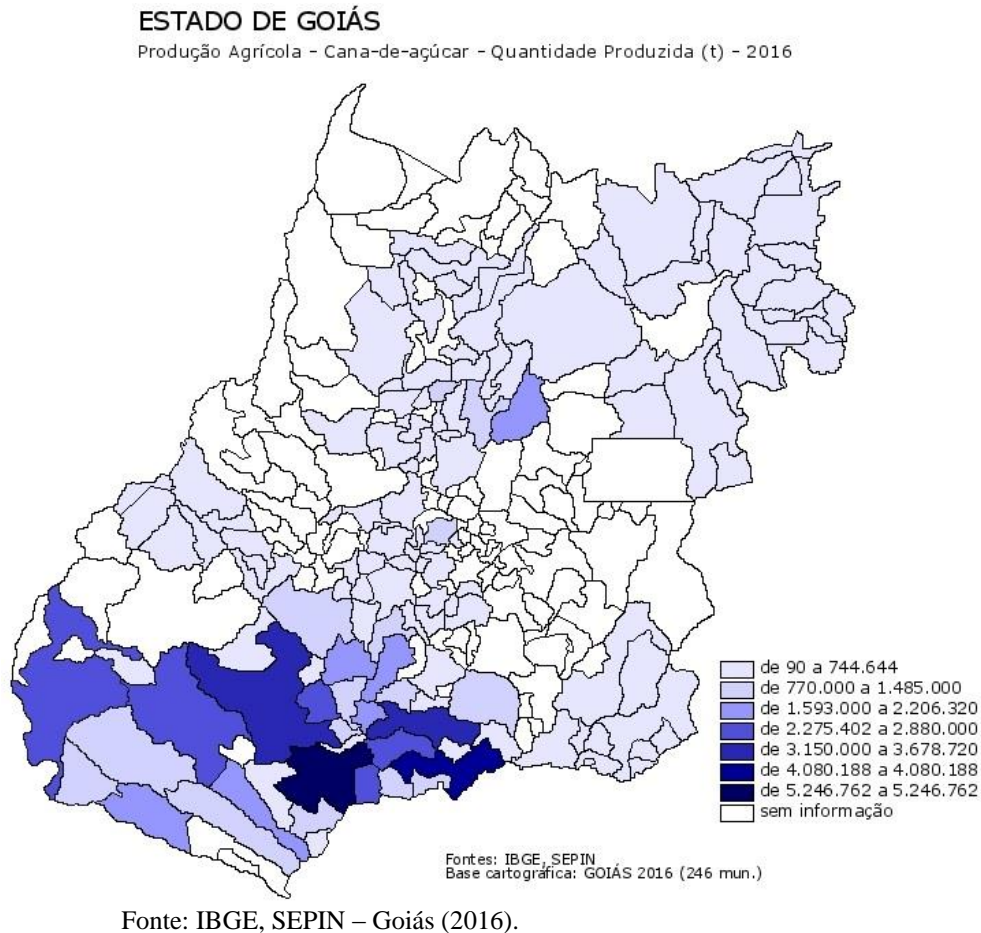 ESTADO DE GOIÁS
Produção Agrícola - Cana-de-açúcar - Quantidade Produzida (t) - 2016
de 90 a 744.644
de 770.000 a 1.485.000
de 1.593.000 a 2.206.320
de 2.275.402 a 2.880.000
de 3.150.000 a 3.678.720
de 4.080.188 a 4.080.188
de 5.246.762 a 5.246.762
sem informação
Fontes: IBGE, SEPIN
Base cartográfica: GOIÁS 2016 (246 mun.)
Fonte: IBGE, SEPIN – Goiás (2016).